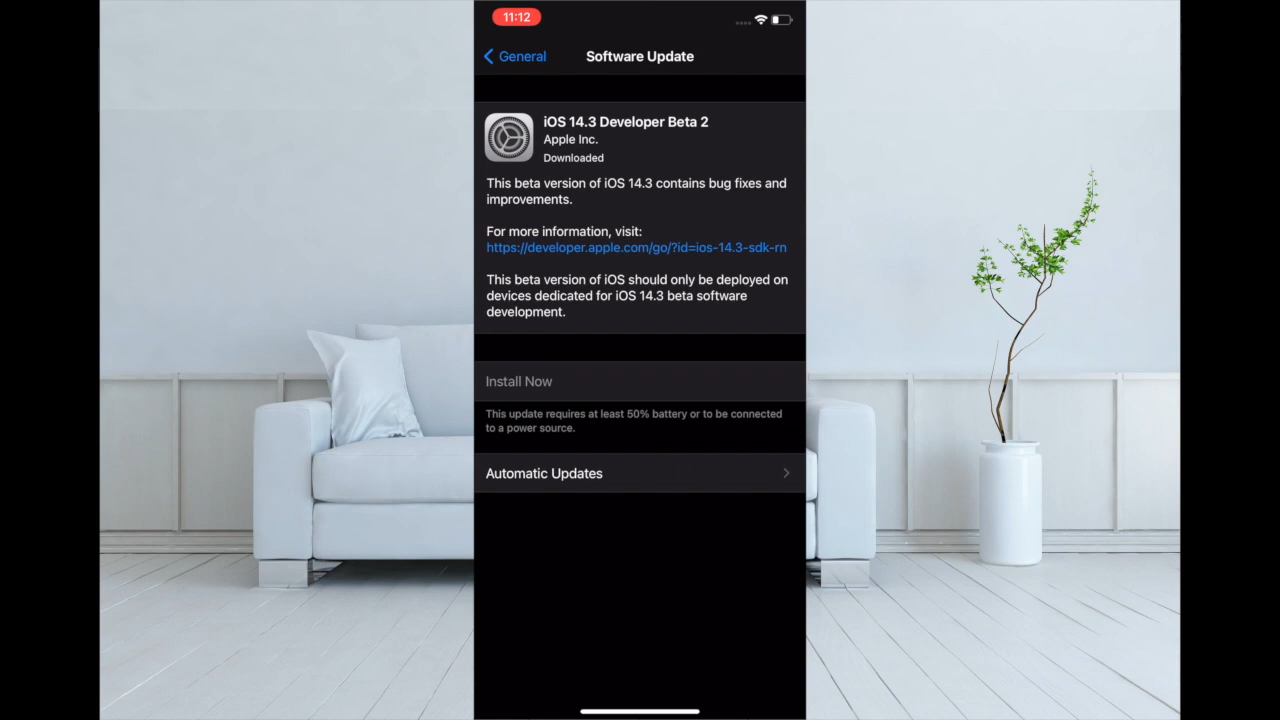 11:12
General
Software Update
iOS 14.3 Developer Beta 2
Apple Inc.
Downloaded
This beta version of iOS 14.3 contains bug fixes and
improvements.
For more information, visit:
https://developer.apple.com/go/?id=ios-14.3-sdk-rn
This beta version of iOS should only be deployed on
devices dedicated for iOS 14.3 beta software
development.
Install Now
This update requires at least 50% battery or to be connected
to a power source.
Automatic Updates